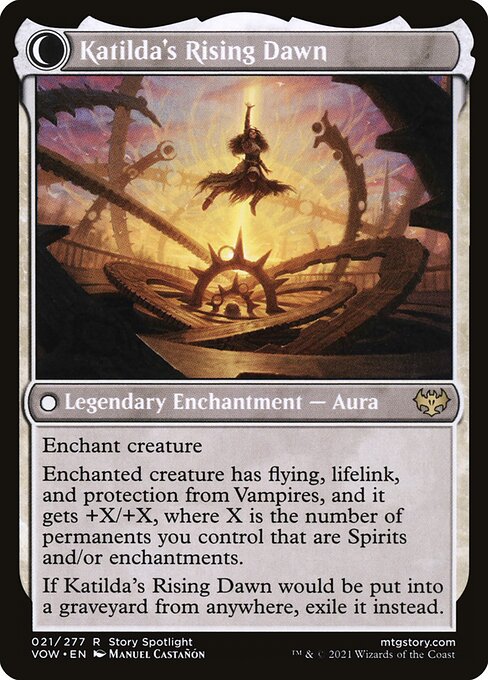 Katilda's Rising Dawn
Legendary Enchantment — Aura
Enchant creature
Enchanted creature has flying, lifelink,
and protection from Vampires, and it
gets +X/+X, where X is the number of
permanents you control that are Spirits
and/or enchantments.
If Katilda's Rising Dawn would be put into
a graveyard from anywhere, exile it instead.
021/277 R Story Spotlight
mtgstory.com
VOW • EN Manuel Castañón
™ & © 2021 Wizards of the Coast